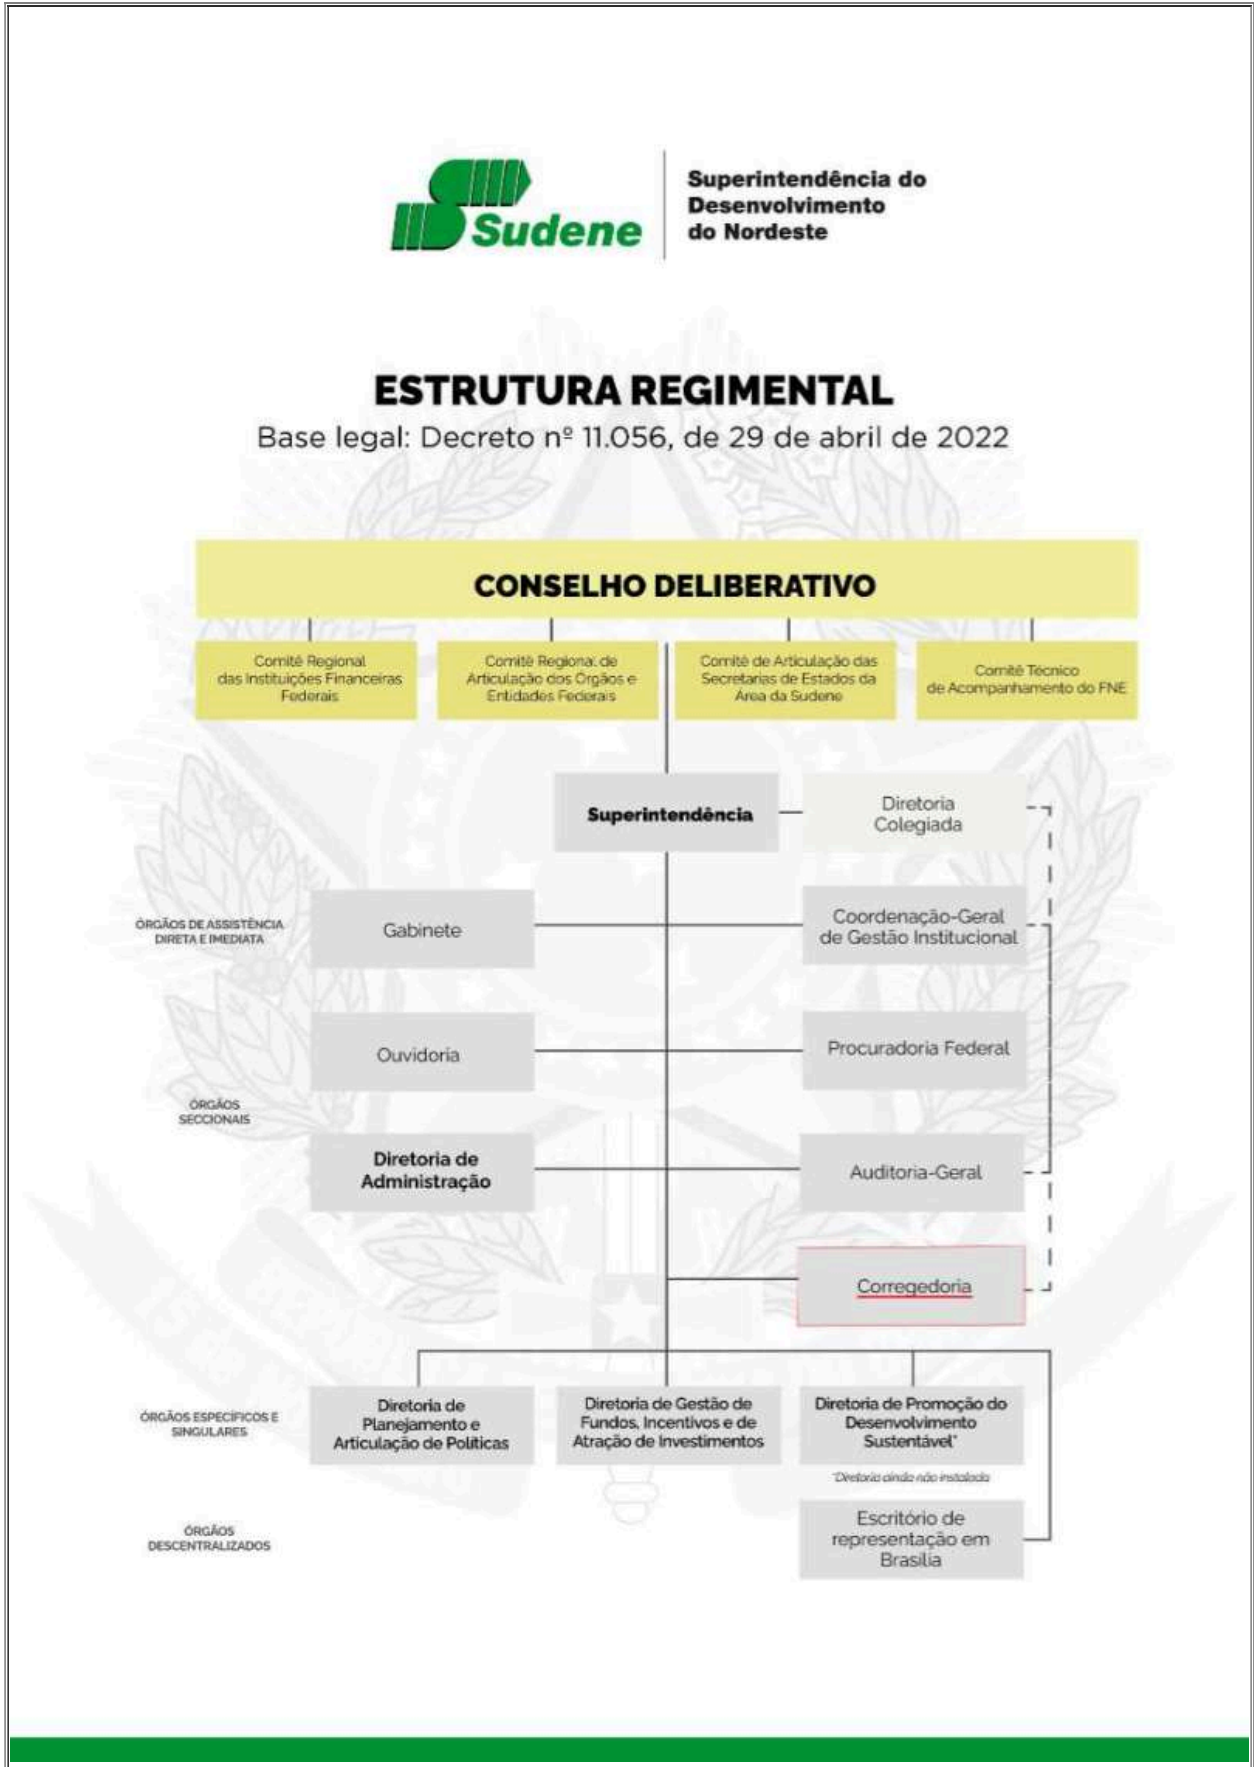 Sudene
Superintendência do
Desenvolvimento
do Nordeste
ESTRUTURA REGIMENTAL
Base legal: Decreto nº 11.056, de 29 de abril de 2022
CONSELHO DELIBERATIVO
Comitê Regional
das Instituições Financeiras
Federais
Comitê Regional de
Articulação dos Órgãos e
Entidades Federais
Comitê de Articulação das
Secretarias de Estados da
Área da Sudene
Comitê Técnico
de Acompanhamento do FNE
Superintendência
Diretoria
Colegiada
ÓRGÃOS DE ASSISTÊNCIA
DIRETA E IMEDIATA
Gabinete
Coordenação-Geral
de Gestão Institucional
Ouvidoria
Procuradoria Federal
ÓRGÃOS
SECCIONAIS
Diretoria de
Administração
Auditoria-Geral
Corregedoria
ÓRGÃOS ESPECÍFICOS E
SINGULARES
Diretoria de
Planejamento e
Articulação de Políticas
Diretoria de Gestão de
Fundos, Incentivos e de
Atração de Investimentos
Diretoria de Promoção do
Desenvolvimento
Sustentável*
*Diretoria ainda não instalada
ÓRGÃOS
DESCENTRALIZADOS
Escritório de
representação em
Brasília